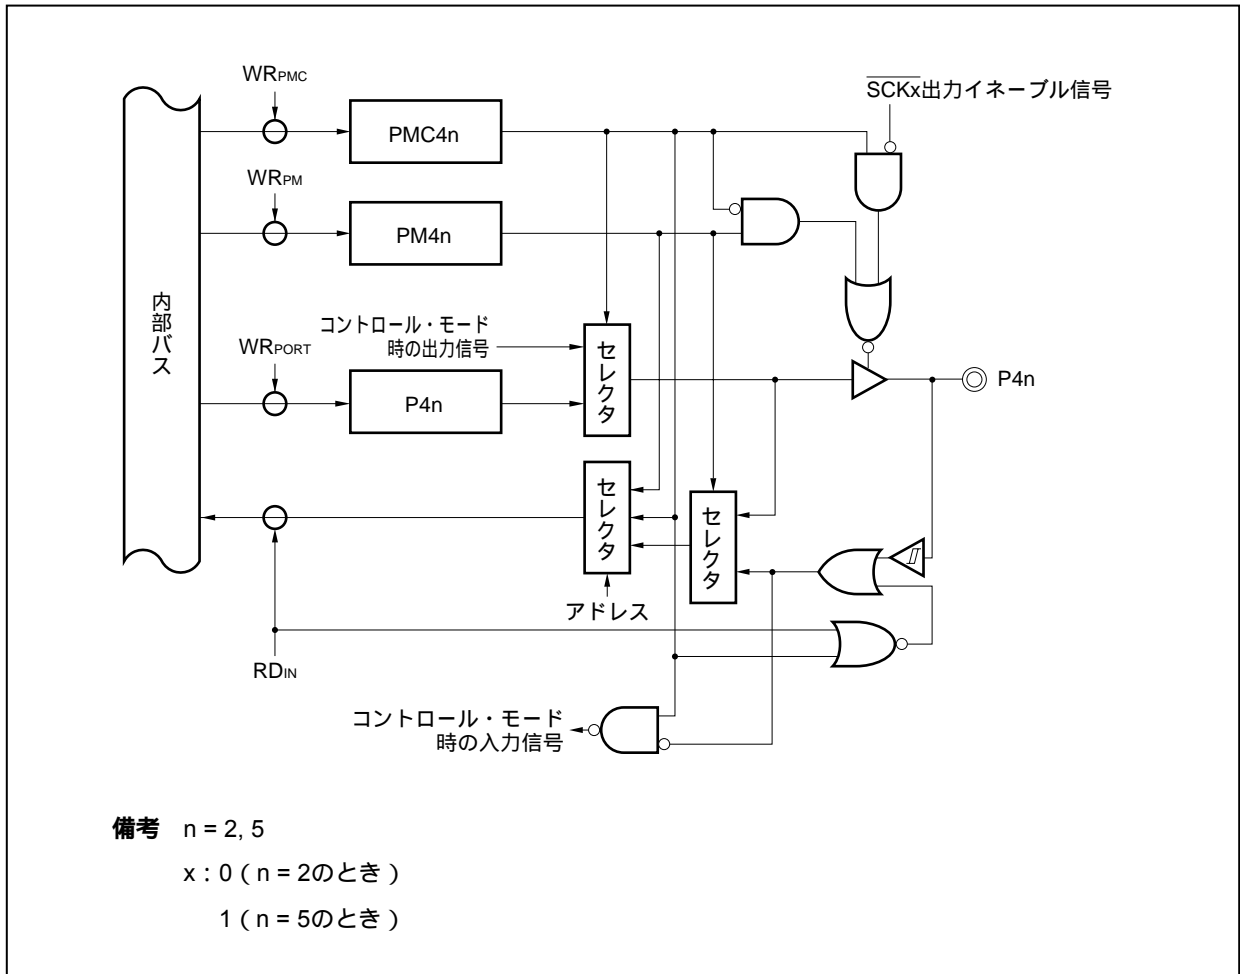 WRPMC
SCKx出力イネーブル信号
PMC4n
WRPM
PM4n
内部バス
コントロール・モード
時の出力信号
セレクタ
WRPORT
P4n
P4n
セレクタ
セレクタ
アドレス
RDIN
コントロール・モード
時の入力信号
備考 n = 2, 5
x : 0 ( n = 2のとき )
1 ( n = 5のとき )